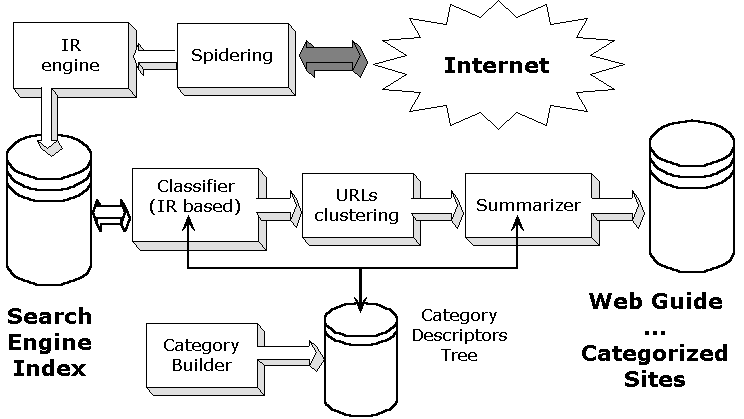 IR
engine
Spidering
Internet
Classifier
(IR based)
URLs
clustering
Summarizer
Search
Engine
Index
Category
Builder
Category
Descriptors
Tree
Web Guide
...
Categorized
Sites